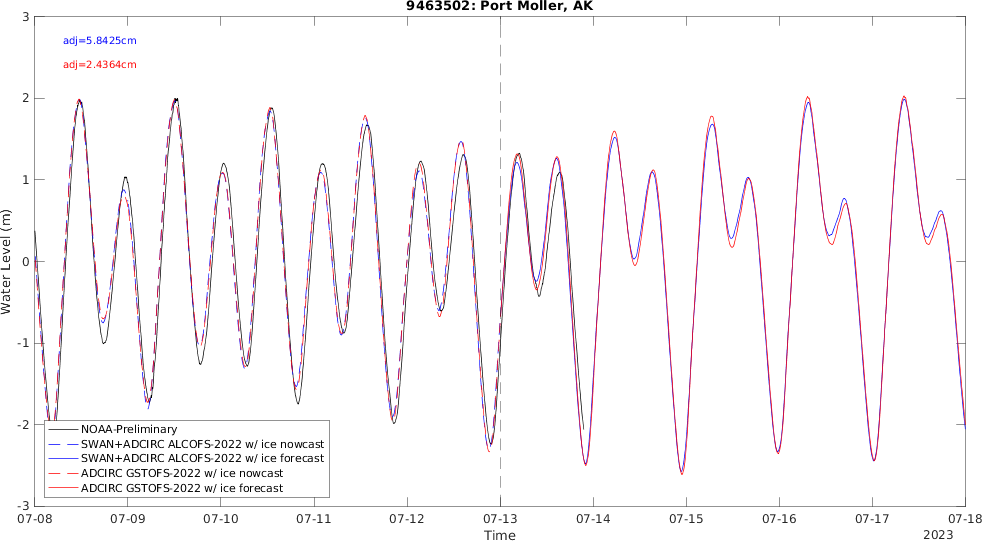 9463502: Port Moller, AK
adj=5.8425cm
adj=2.4364cm
3
2
1
0
-1
-2
-3
Water Level (m)
NOAA-Preliminary
SWAN+ADCIRC ALCOFS-2022 w/ ice nowcast
SWAN+ADCIRC ALCOFS-2022 w/ ice forecast
ADCIRC GSTOFS-2022 w/ ice nowcast
ADCIRC GSTOFS-2022 w/ ice forecast
07-08 07-09 07-10 07-11 07-12 07-13 07-14 07-15 07-16 07-17 07-18
Time
2023